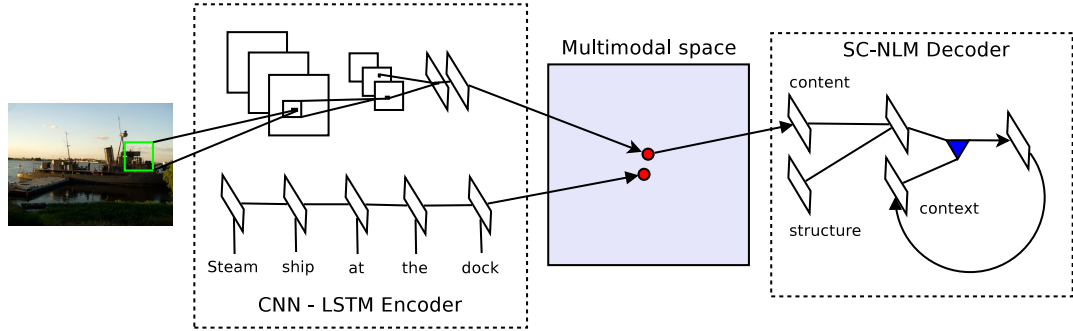 Steam ship at the dock
CNN - LSTM Encoder
Multimodal space
SC-NLM Decoder
content
structure
context